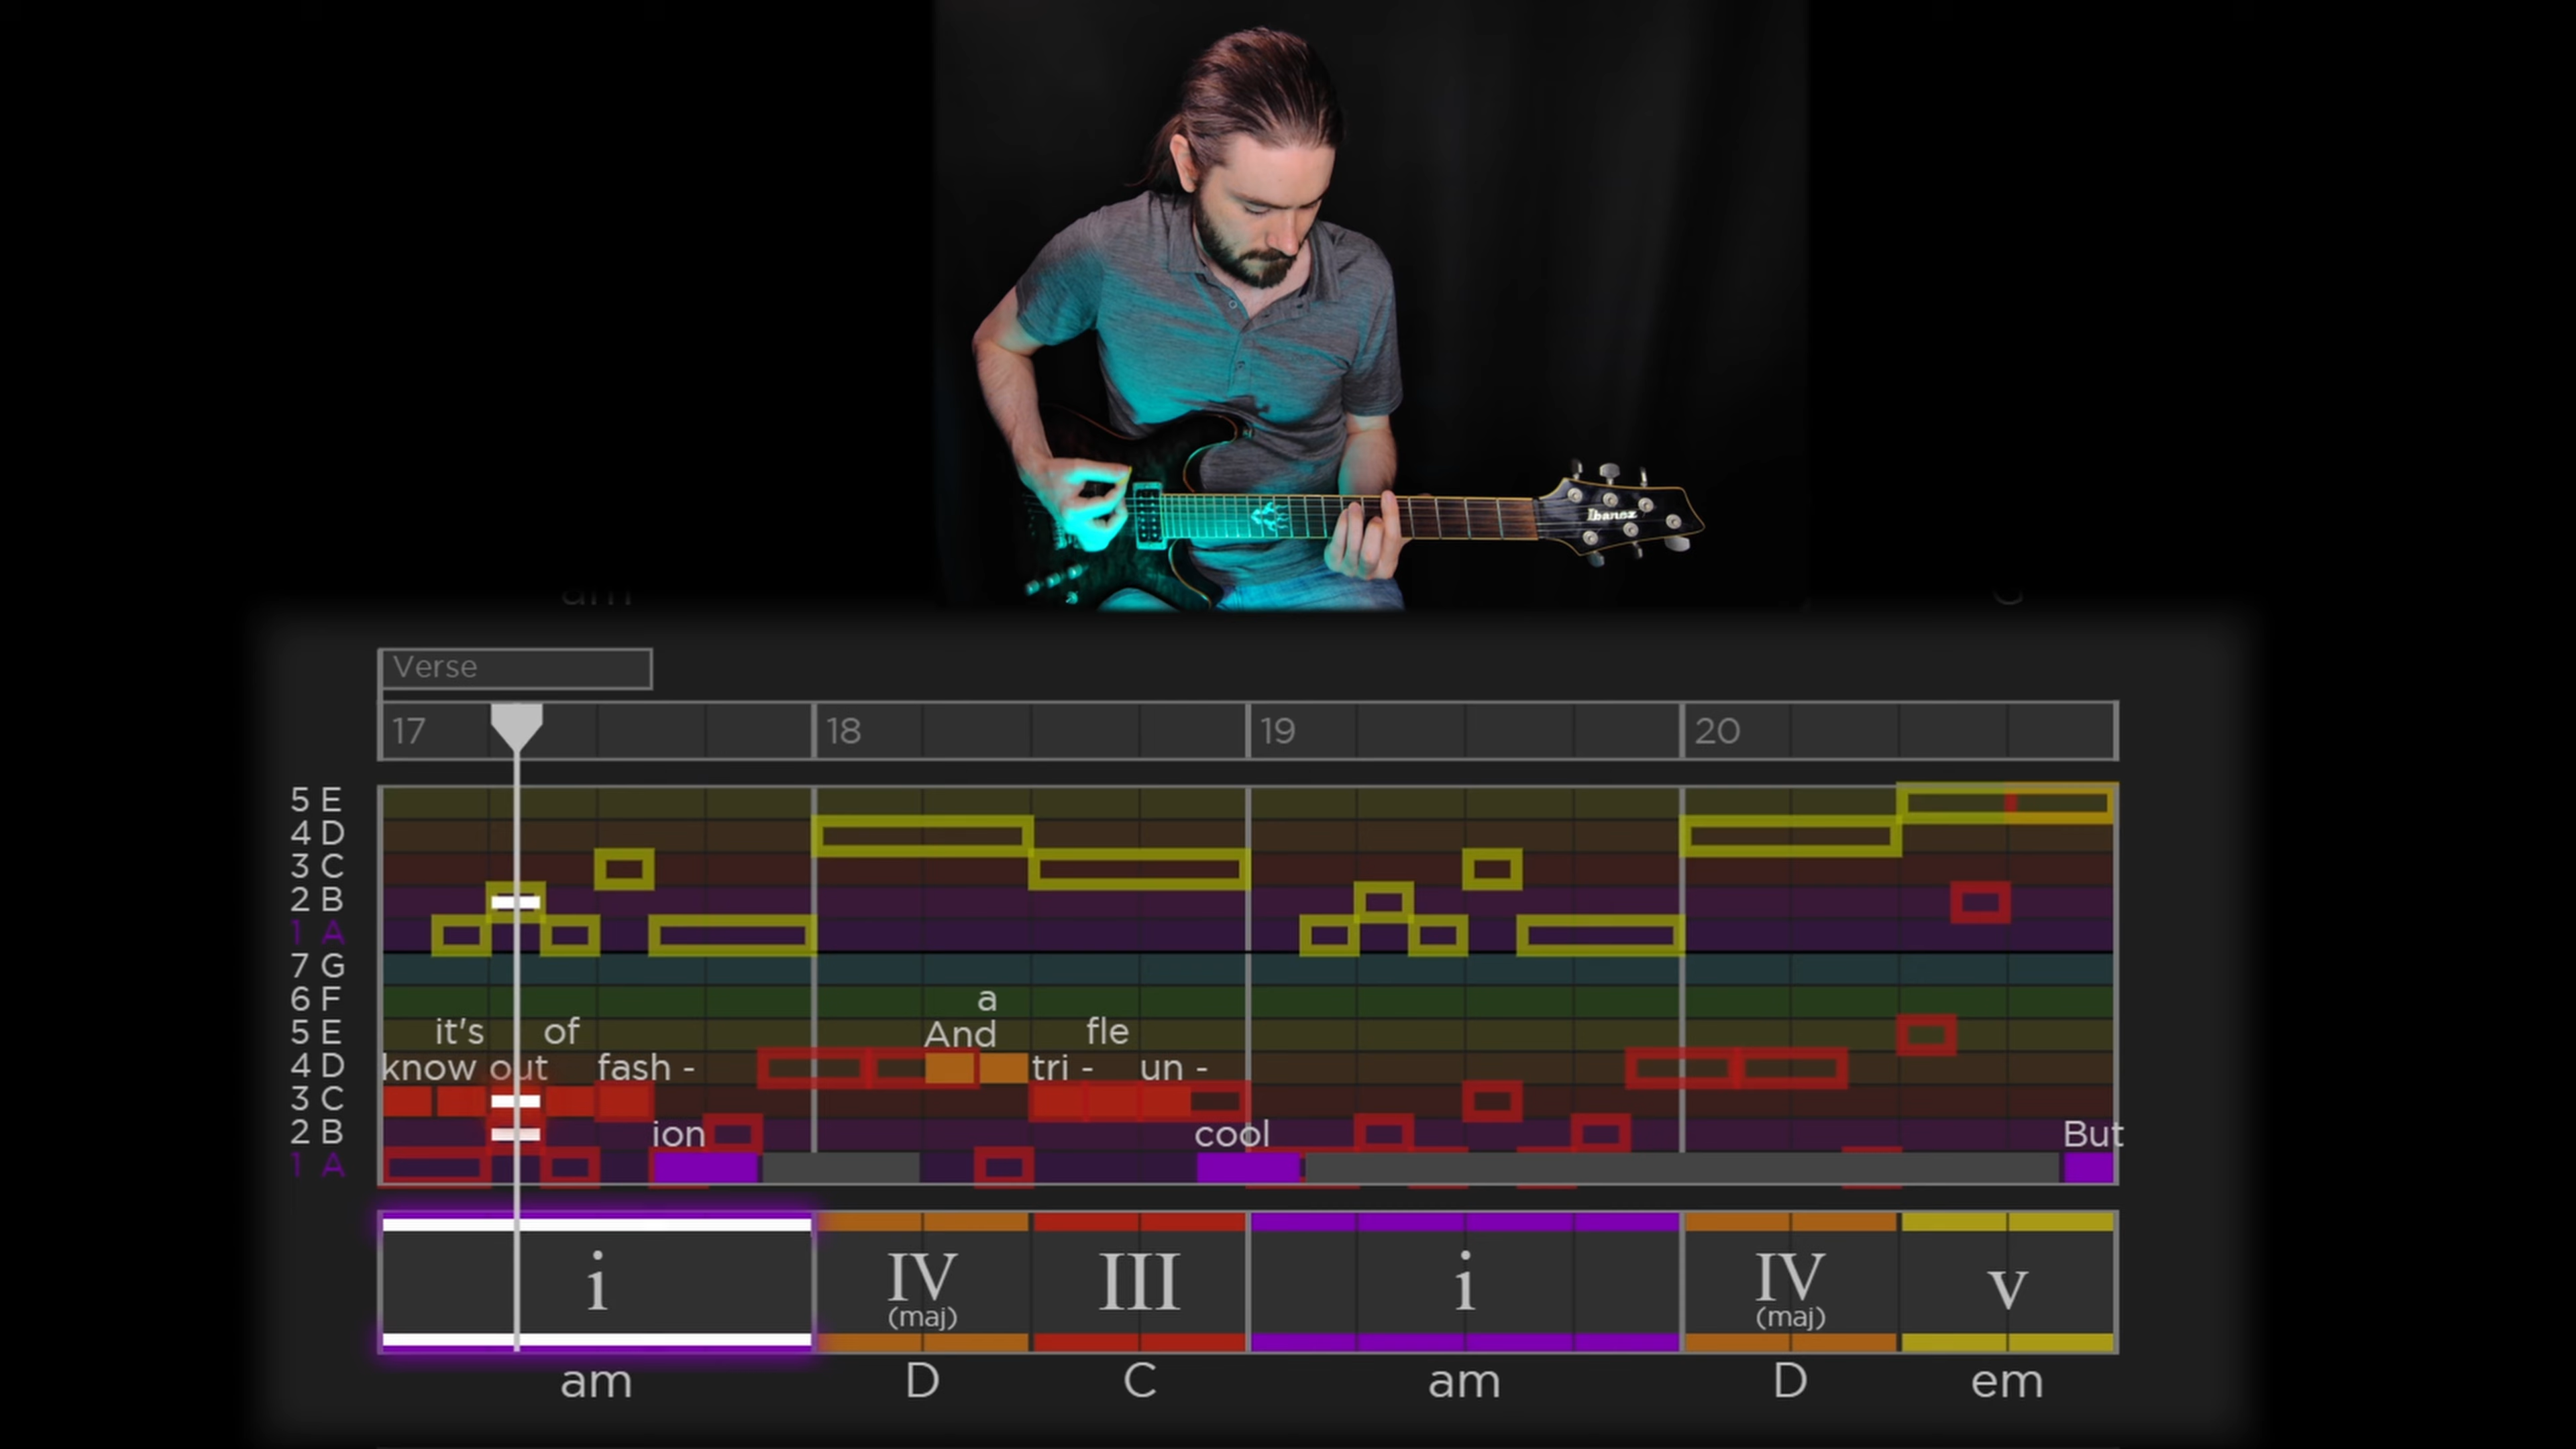 Ibanez
Verse
17 18 19 20
5 E
4 D
3 C
2 B
1 A
7 G
6 F
a
5 E it's of And fle
4 D know out fash - tri - un -
3 C
2 B ion cool But
1 A
i IV III i IV v
(maj) (maj)
am D C am D em